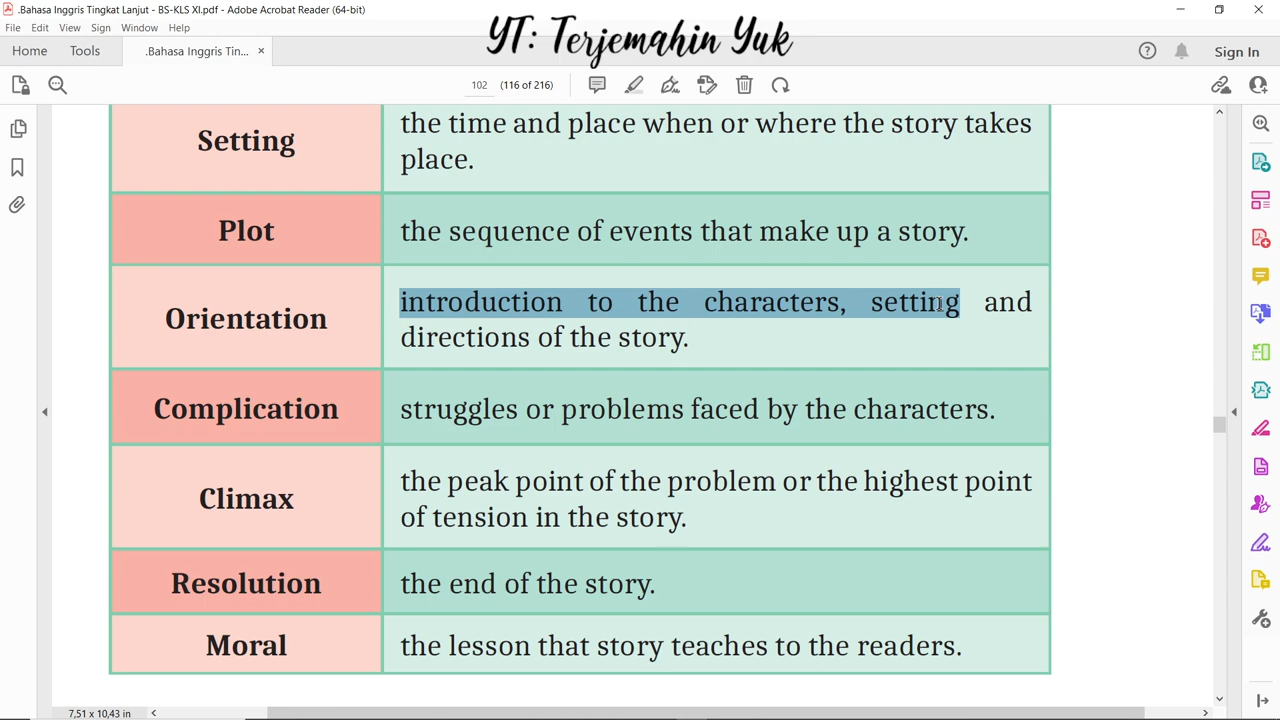 .Bahasa Inggris Tingkat Lanjut - BS-KLS XI.pdf - Adobe Acrobat Reader (64-bit)
File Edit View Sign Window Help
YT: Terjemahin Yuk
Home Tools .Bahasa Inggris Tin... × Sign In
102 (116 of 216)
Setting
the time and place when or where the story takes
place.
Plot
the sequence of events that make up a story.
Orientation
introduction to the characters, setting and
directions of the story.
Complication
struggles or problems faced by the characters.
Climax
the peak point of the problem or the highest point
of tension in the story.
Resolution
the end of the story.
Moral
the lesson that story teaches to the readers.
7,51 x 10,43 in